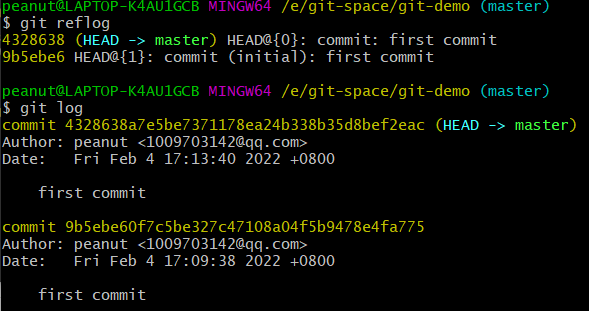 peanut@LAPTOP-K4AU1GCB MINGW64 /e/git-space/git-demo (master)
$ git reflog
4328638 (HEAD -> master) HEAD@{0}: commit: first commit
9b5ebe6 HEAD@{1}: commit (initial): first commit
peanut@LAPTOP-K4AU1GCB MINGW64 /e/git-space/git-demo (master)
$ git log
commit 4328638a7e5be7371178ea24b338b35d8bef2eac (HEAD -> master)
Author: peanut <1009703142@qq.com>
Date:   Fri Feb 4 17:13:40 2022 +0800
    first commit
commit 9b5ebe60f7c5be327c47108a04f5b9478e4fa775
Author: peanut <1009703142@qq.com>
Date:   Fri Feb 4 17:09:38 2022 +0800
    first commit